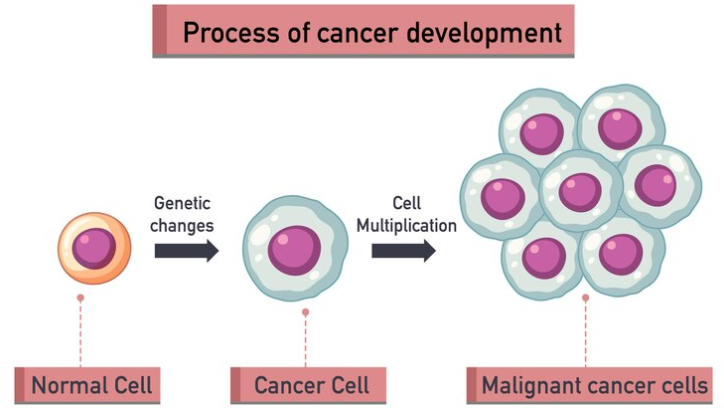 Process of cancer development
Genetic
changes
Cell
Multiplication
Normal Cell
Cancer Cell
Malignant cancer cells